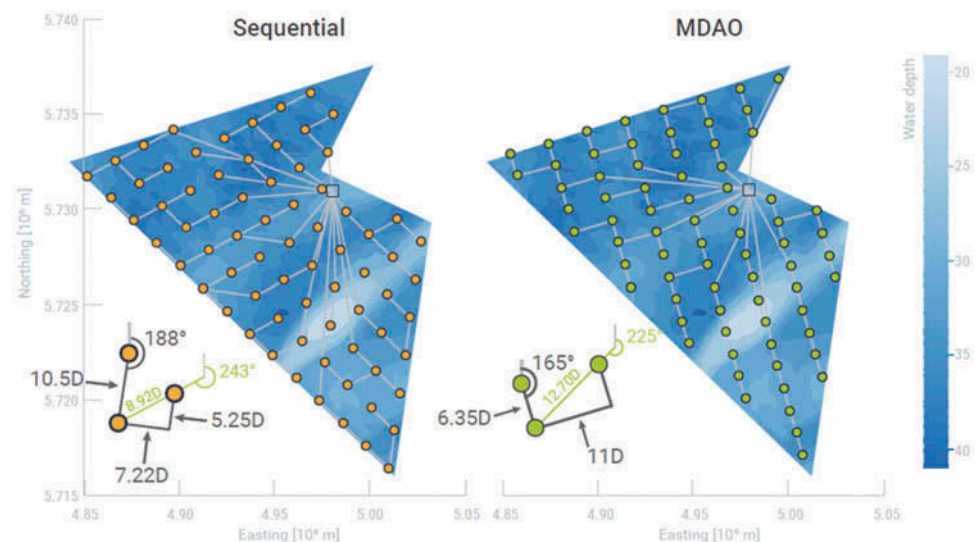 Sequential
MDAO
5.740
5.735
5.730
5.725
5.720
5.715
Northing [10⁶ m]
188°
10.5D
8.92D
243°
5.25D
7.22D
165°
6.35D
12.70D
225°
11D
4.85
4.90
4.95
5.00
5.05
Easting [10⁶ m]
4.85
4.90
4.95
5.00
5.05
Easting [10⁶ m]
Water depth
20
25
30
35
40